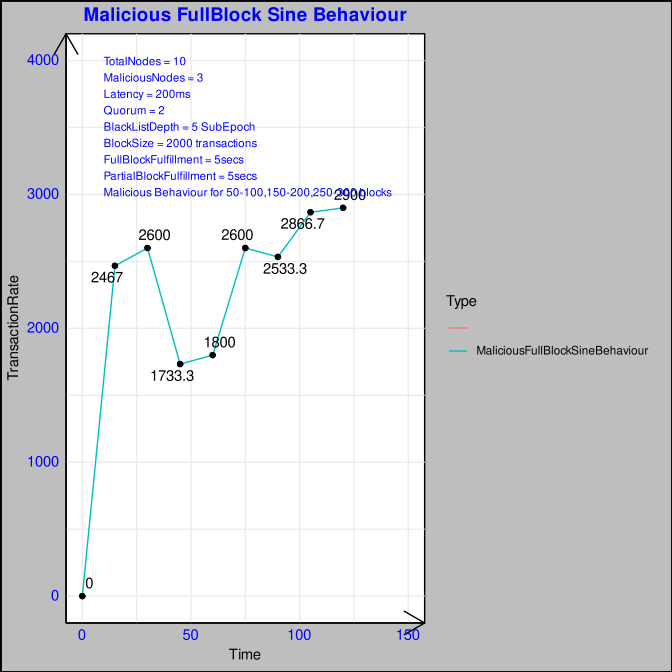 Malicious FullBlock Sine Behaviour
4000
TotalNodes = 10
MaliciousNodes = 3
Latency = 200ms
Quorum = 2
BlackListDepth = 5 SubEpoch
BlockSize = 2000 transactions
FullBlockFulfillment = 5secs
PartialBlockFulfillment = 5secs
3000
Malicious Behaviour for 50-100,150-200,250-300 blocks
2900
2866.7
2600
2600
2467
2533.3
Type
MaliciousFullBlockSineBehaviour
2000
1800
1733.3
TransactionRate
1000
0
0
0
50
100
150
Time